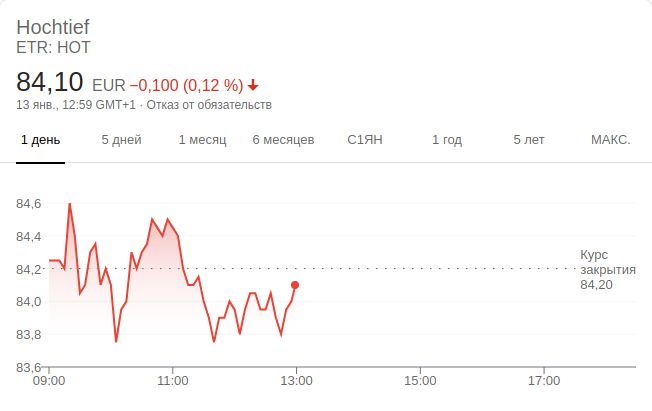 Hochtief
ETR: HOT
84,10 EUR −0,100 (0,12 %)
13 янв., 12:59 GMT+1 · Отказ от обязательств
1 день 5 дней 1 месяц 6 месяцев С1ЯН 1 год 5 лет МАКС.
84,6
84,4
84,2
84,0
83,8
83,6
Курс
закрытия
84,20
09:00 11:00 13:00 15:00 17:00